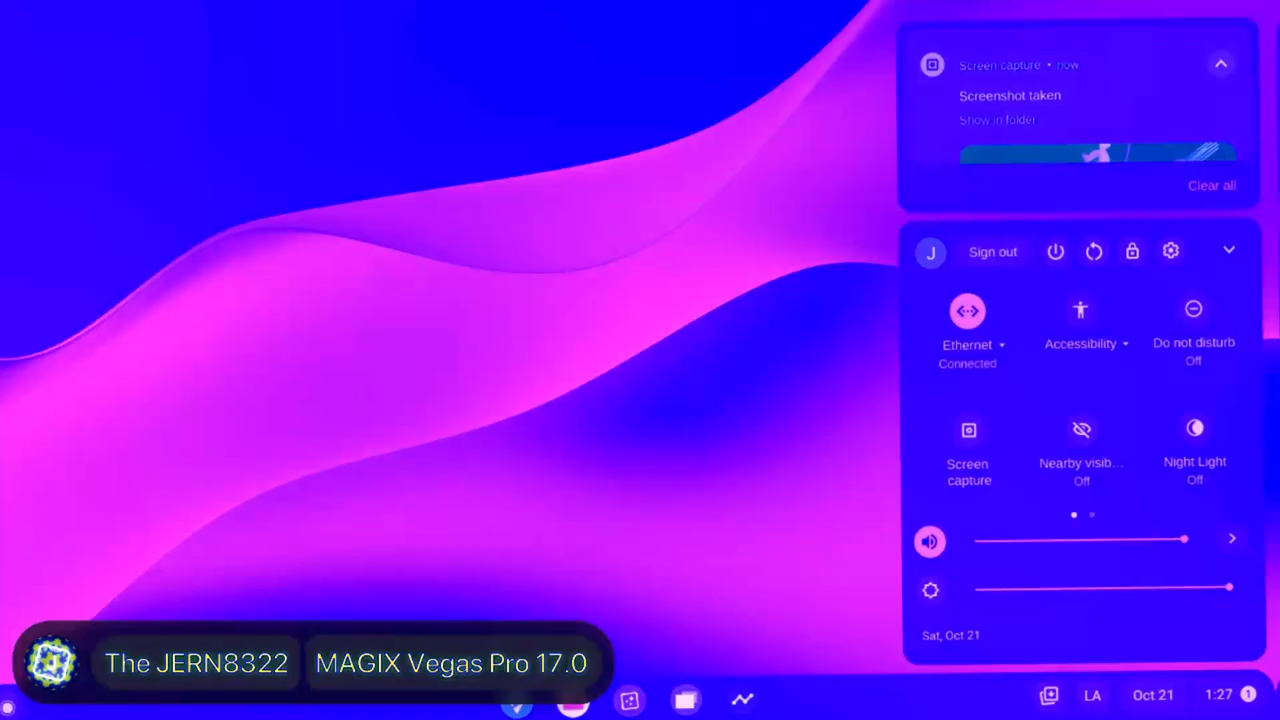 Screen capture • now
Screenshot taken
Show in folder
Clear all
J
Sign out
Ethernet
Connected
Accessibility
Do not disturb
Off
Screen
capture
Nearby visib...
Off
Night Light
Off
Sat, Oct 21
The JERN8322
MAGIX Vegas Pro 17.0
LA
Oct 21
1:27
1